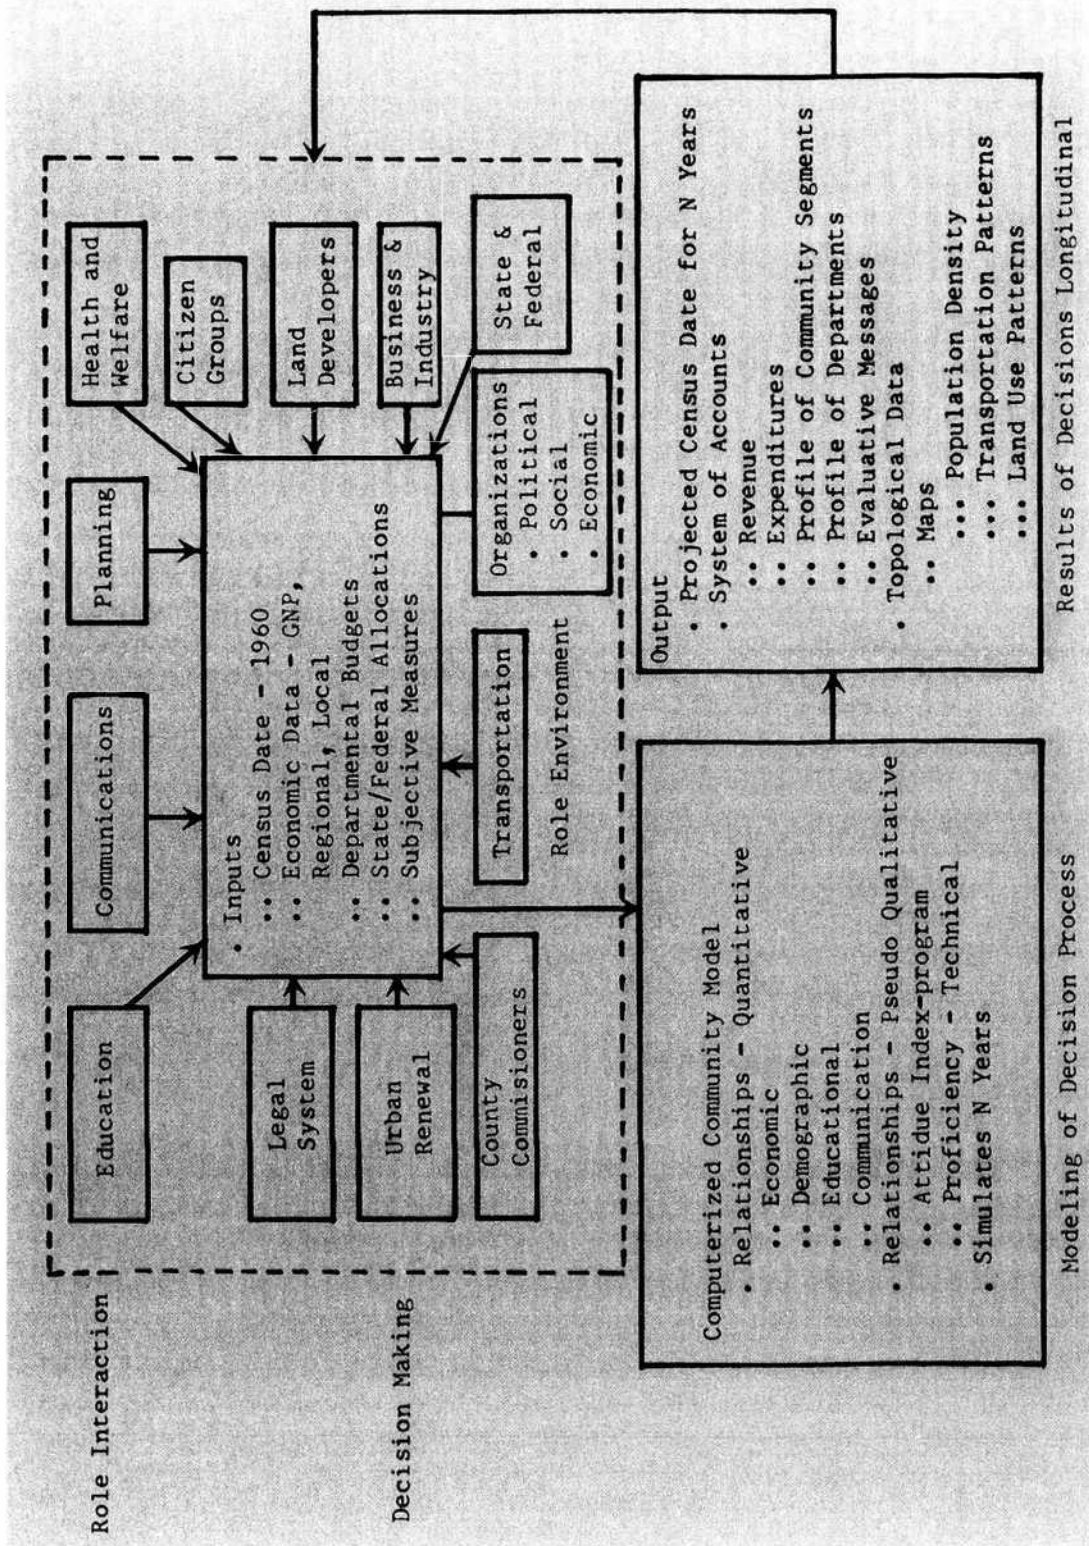 Role Interaction
Decision Making
Education
Communications
Planning
Health and
Welfare
Citizen
Groups
Land
Developers
Business &
Industry
State &
Federal
Legal
System
Urban
Renewal
County
Commisioners
• Inputs
•• Census Date - 1960
•• Economic Data - GNP,
Regional, Local
•• Departmental Budgets
•• State/Federal Allocations
•• Subjective Measures
Transportation
Organizations
• Political
• Social
• Economic
Role Environment
Computerized Community Model
• Relationships - Quantitative
•• Economic
•• Demographic
•• Educational
•• Communication
• Relationships - Pseudo Qualitative
•• Attidue Index-program
•• Proficiency - Technical
• Simulates N Years
Modeling of Decision Process
Output
• Projected Census Date for N Years
• System of Accounts
•• Revenue
•• Expenditures
•• Profile of Community Segments
•• Profile of Departments
•• Evaluative Messages
• Topological Data
•• Maps
••• Population Density
••• Transportation Patterns
••• Land Use Patterns
Results of Decisions Longitudinal